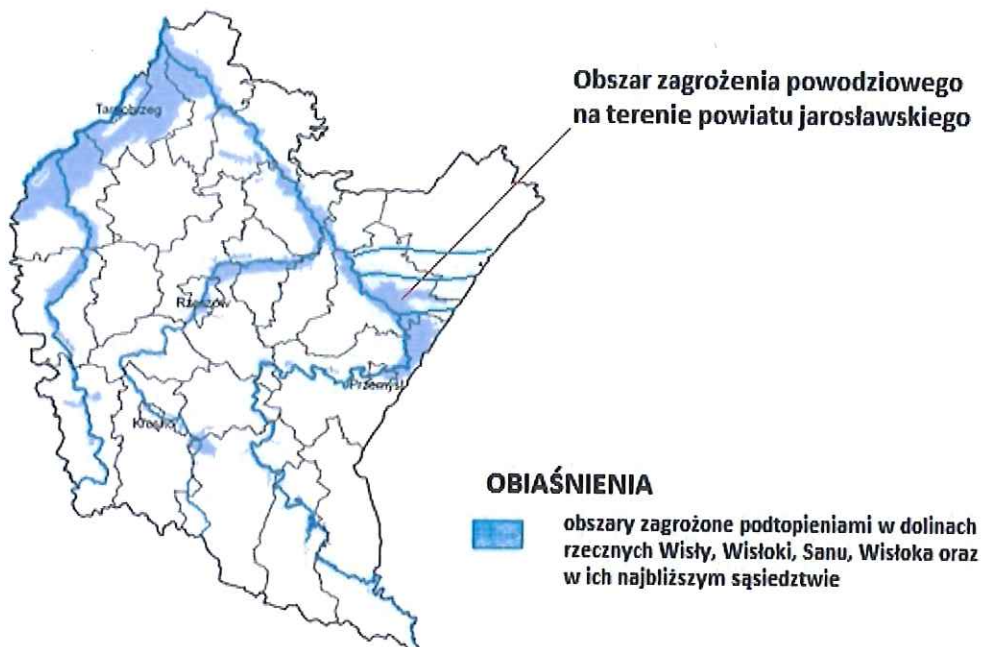 Obszar zagrożenia powodziowego
na terenie powiatu jarosławskiego
Tarnobrzeg
Rzeszów
Przemyśl
Krosno
OBIAŚNIENIA
obszary zagrożone podtopieniami w dolinach
rzecznych Wisły, Wisłoki, Sanu, Wisłoka oraz
w ich najbliższym sąsiedztwie